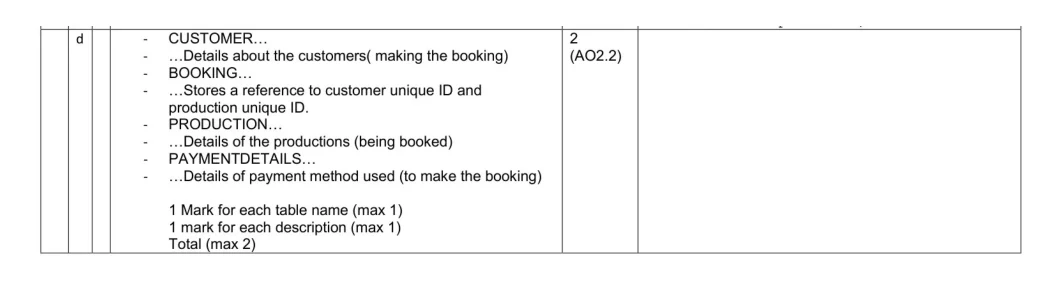 d
- CUSTOMER…
- …Details about the customers( making the booking)
- BOOKING…
- …Stores a reference to customer unique ID and
production unique ID.
- PRODUCTION…
- …Details of the productions (being booked)
- PAYMENTDETAILS…
- …Details of payment method used (to make the booking)
1 Mark for each table name (max 1)
1 mark for each description (max 1)
Total (max 2)
2
(AO2.2)